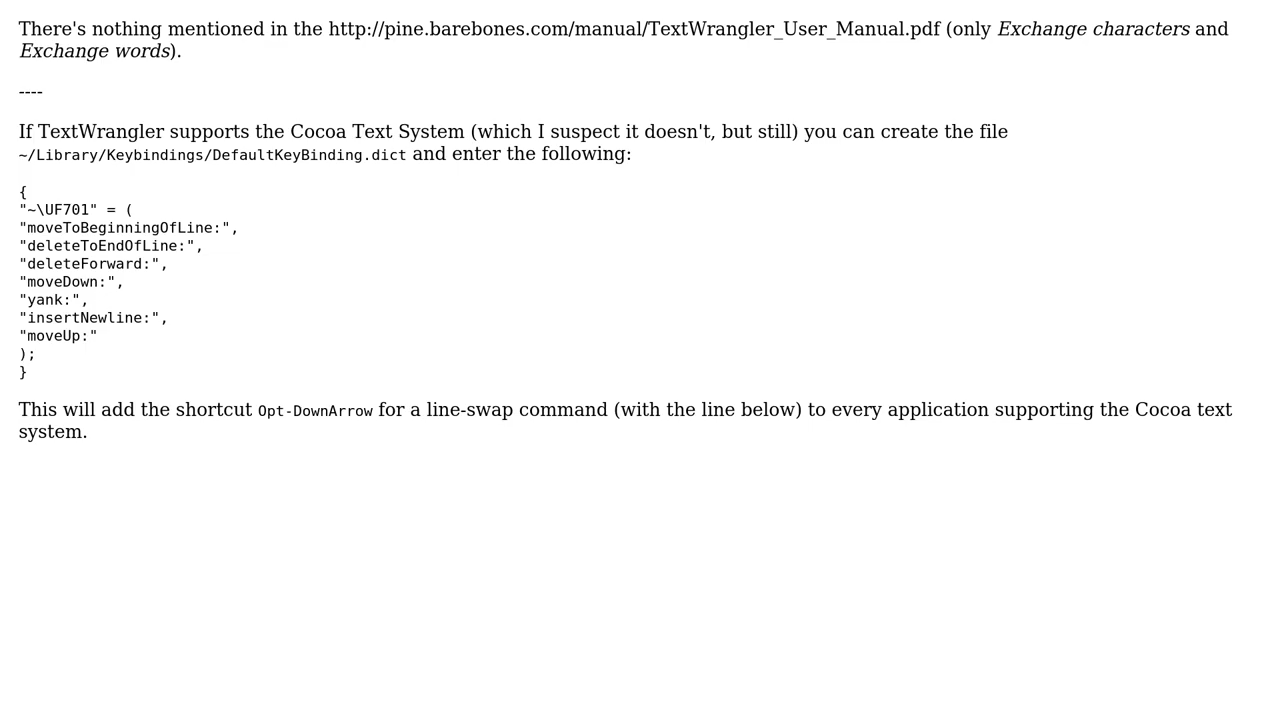 There's nothing mentioned in the http://pine.barebones.com/manual/TextWrangler_User_Manual.pdf (only Exchange characters and
Exchange words).
----
If TextWrangler supports the Cocoa Text System (which I suspect it doesn't, but still) you can create the file
~/Library/Keybindings/DefaultKeyBinding.dict and enter the following:
{
"~\UF701" = (
"moveToBeginningOfLine:",
"deleteToEndOfLine:",
"deleteForward:",
"moveDown:",
"yank:",
"insertNewline:",
"moveUp:"
);
}
This will add the shortcut Opt-DownArrow for a line-swap command (with the line below) to every application supporting the Cocoa text
system.